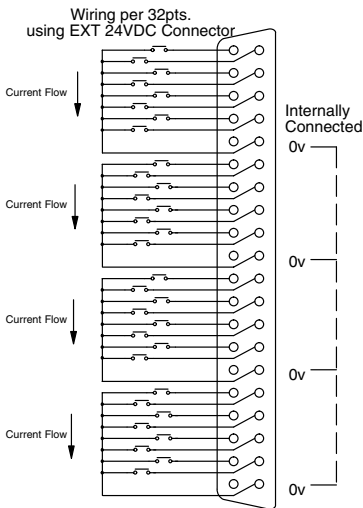 Wiring per 32pts.
using EXT 24VDC Connector
Current Flow
Internally
Connected
0v
Current Flow
0v
Current Flow
0v
Current Flow
0v